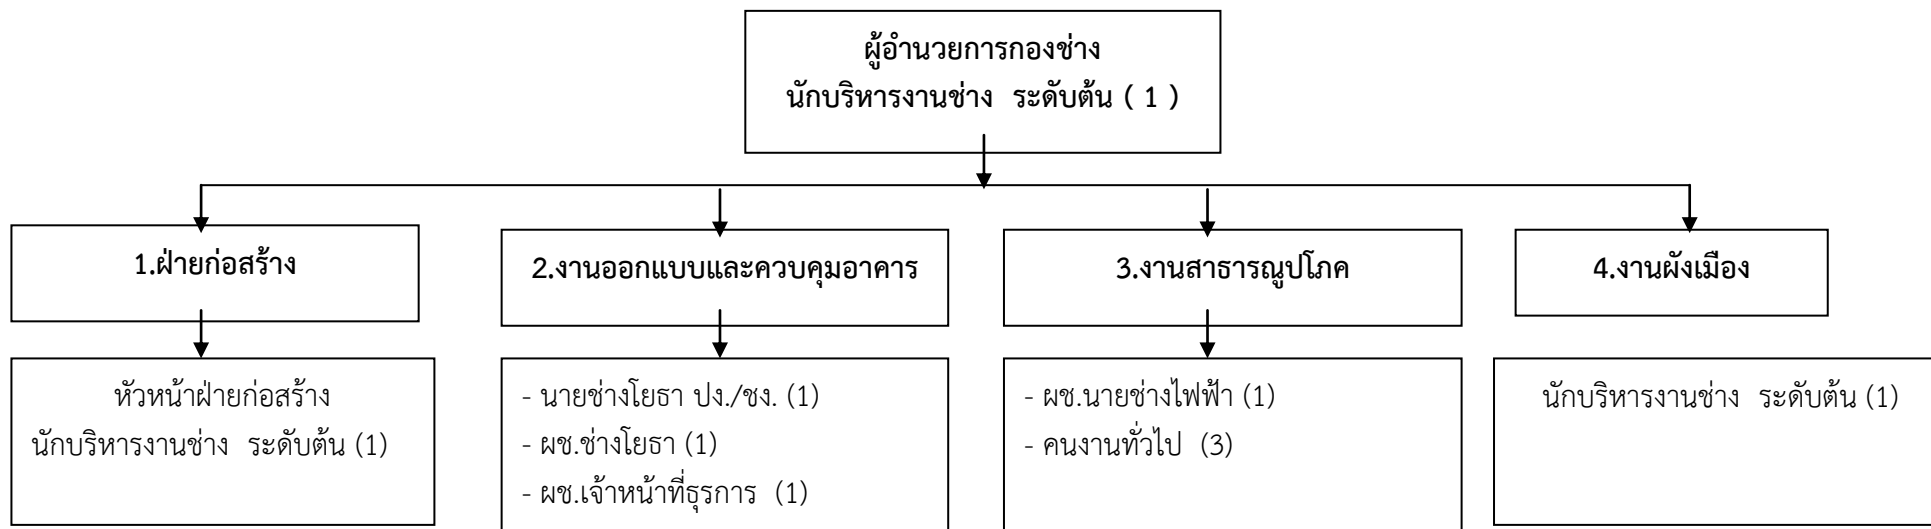 ผู้อำนวยการกองช่าง
นักบริหารงานช่าง ระดับต้น ( 1 )
1.ฝ่ายก่อสร้าง
2.งานออกแบบและควบคุมอาคาร
3.งานสาธารณูปโภค
4.งานผังเมือง
หัวหน้าฝ่ายก่อสร้าง
นักบริหารงานช่าง ระดับต้น (1)
- นายช่างโยธา ปง./ชง. (1)
- ผช.ช่างโยธา (1)
- ผช.เจ้าหน้าที่ธุรการ (1)
- ผช.นายช่างไฟฟ้า (1)
- คนงานทั่วไป (3)
นักบริหารงานช่าง ระดับต้น (1)